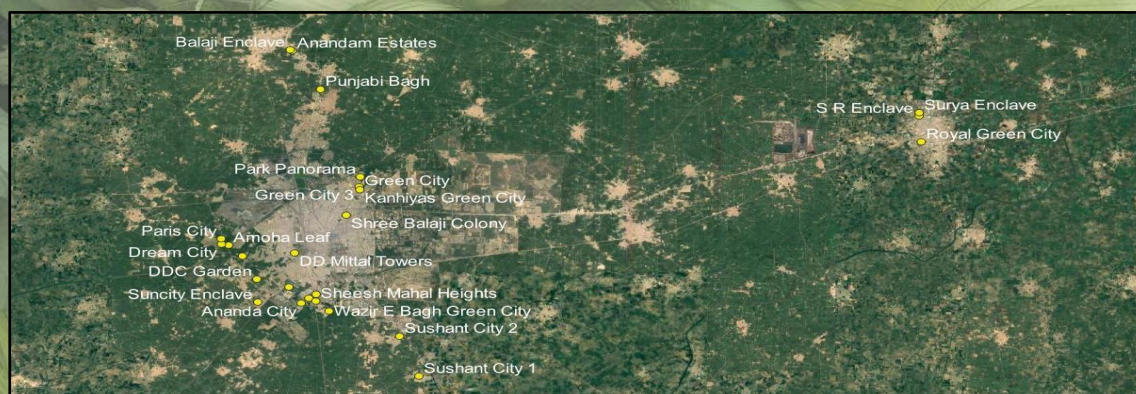 Balaji Enclave
Anandam Estates
Punjabi Bagh
S R Enclave
Surya Enclave
Royal Green City
Park Panorama
Green City
Green City 3
Kanhiyas Green City
Shree Balaji Colony
Paris City
Amoha Leaf
Dream City
DD Mittal Towers
DDC Garden
Suncity Enclave
Sheesh Mahal Heights
Ananda City
Wazir E Bagh Green City
Sushant City 2
Sushant City 1